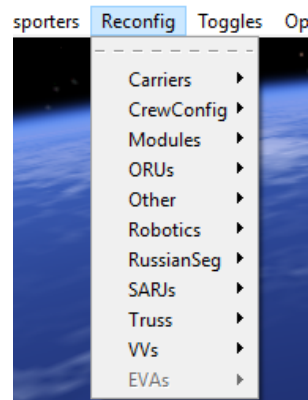 sporters Reconfig Toggles Op
Carriers
CrewConfig
Modules
ORUs
Other
Robotics
RussianSeg
SARJs
Truss
VVs
EVAs